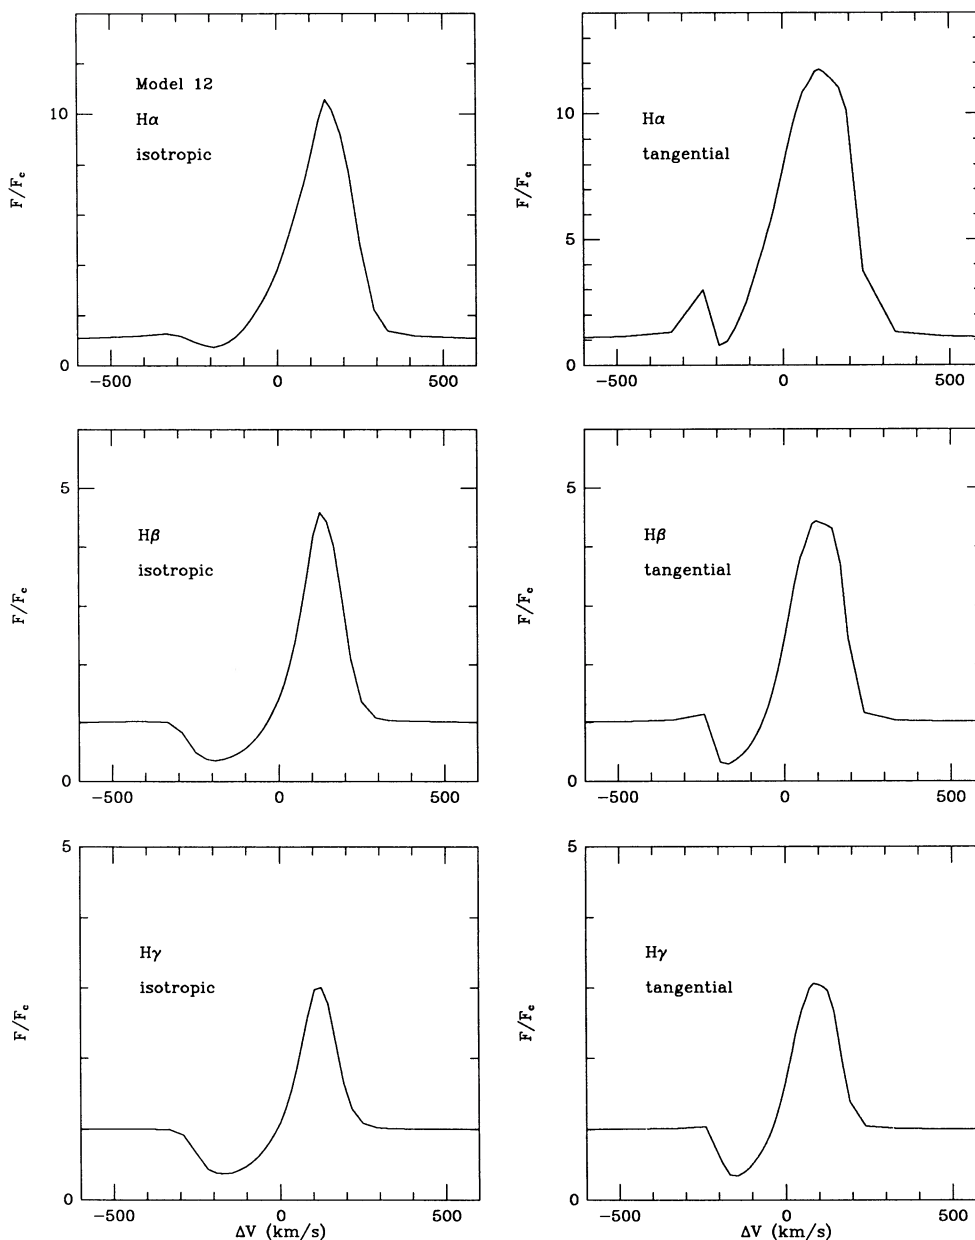 Model 12
Hα
isotropic
F/Fc
10
0
−500
0
500
Hα
tangential
F/Fc
10
5
0
−500
0
500
Hβ
isotropic
F/Fc
5
0
−500
0
500
Hβ
tangential
F/Fc
5
0
−500
0
500
Hγ
isotropic
F/Fc
5
0
−500
0
500
ΔV (km/s)
Hγ
tangential
F/Fc
5
0
−500
0
500
ΔV (km/s)